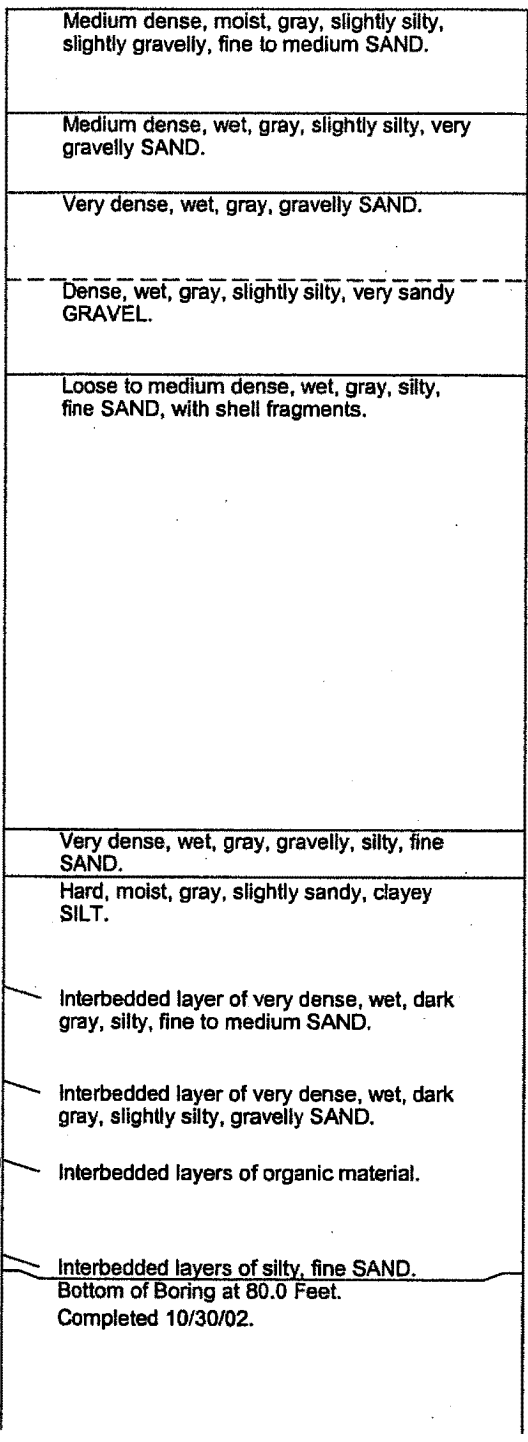 Medium dense, moist, gray, slightly silty,
slightly gravelly, fine to medium SAND.
Medium dense, wet, gray, slightly silty, very
gravelly SAND.
Very dense, wet, gray, gravelly SAND.
Dense, wet, gray, slightly silty, very sandy
GRAVEL.
Loose to medium dense, wet, gray, silty,
fine SAND, with shell fragments.
Very dense, wet, gray, gravelly, silty, fine
SAND.
Hard, moist, gray, slightly sandy, clayey
SILT.
Interbedded layer of very dense, wet, dark
gray, silty, fine to medium SAND.
Interbedded layer of very dense, wet, dark
gray, slightly silty, gravelly SAND.
Interbedded layers of organic material.
Interbedded layers of silty, fine SAND.
Bottom of Boring at 80.0 Feet.
Completed 10/30/02.